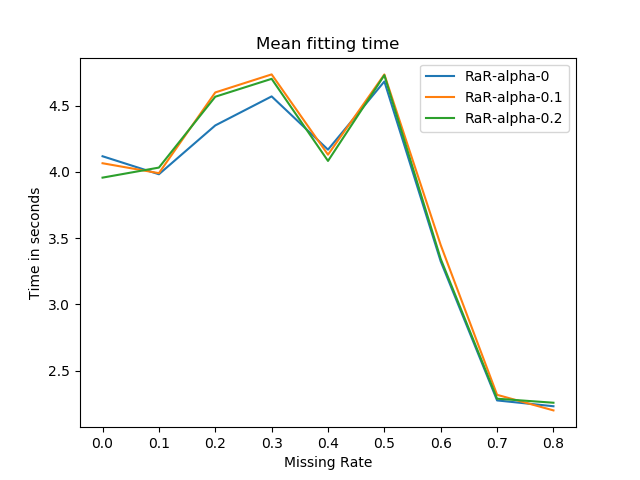 Mean fitting time
RaR-alpha-0
RaR-alpha-0.1
RaR-alpha-0.2
Time in seconds
4.5
4.0
3.5
3.0
2.5
0.0 0.1 0.2 0.3 0.4 0.5 0.6 0.7 0.8
Missing Rate